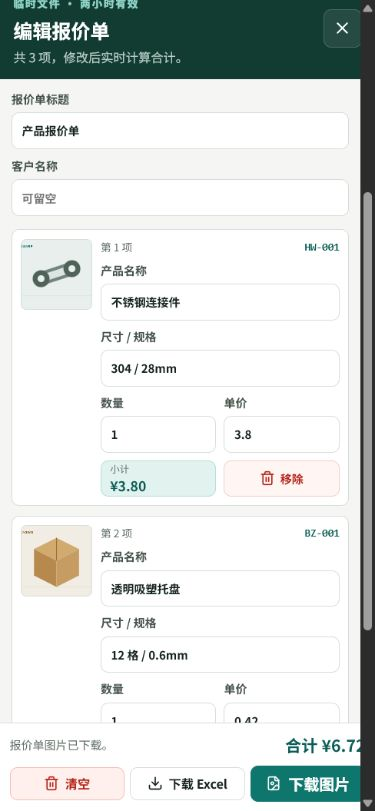 临时文件 · 两小时有效
编辑报价单
共 3 项，修改后实时计算合计。
报价单标题
产品报价单
客户名称
可留空
第 1 项 HW-001
产品名称
不锈钢连接件
尺寸 / 规格
304 / 28mm
数量 单价
1 3.8
小计
¥3.80
移除
第 2 项 BZ-001
产品名称
透明吸塑托盘
尺寸 / 规格
12 格 / 0.6mm
数量 单价
1 0.42
报价单图片已下载。 合计 ¥6.72
清空 下载 Excel 下载图片